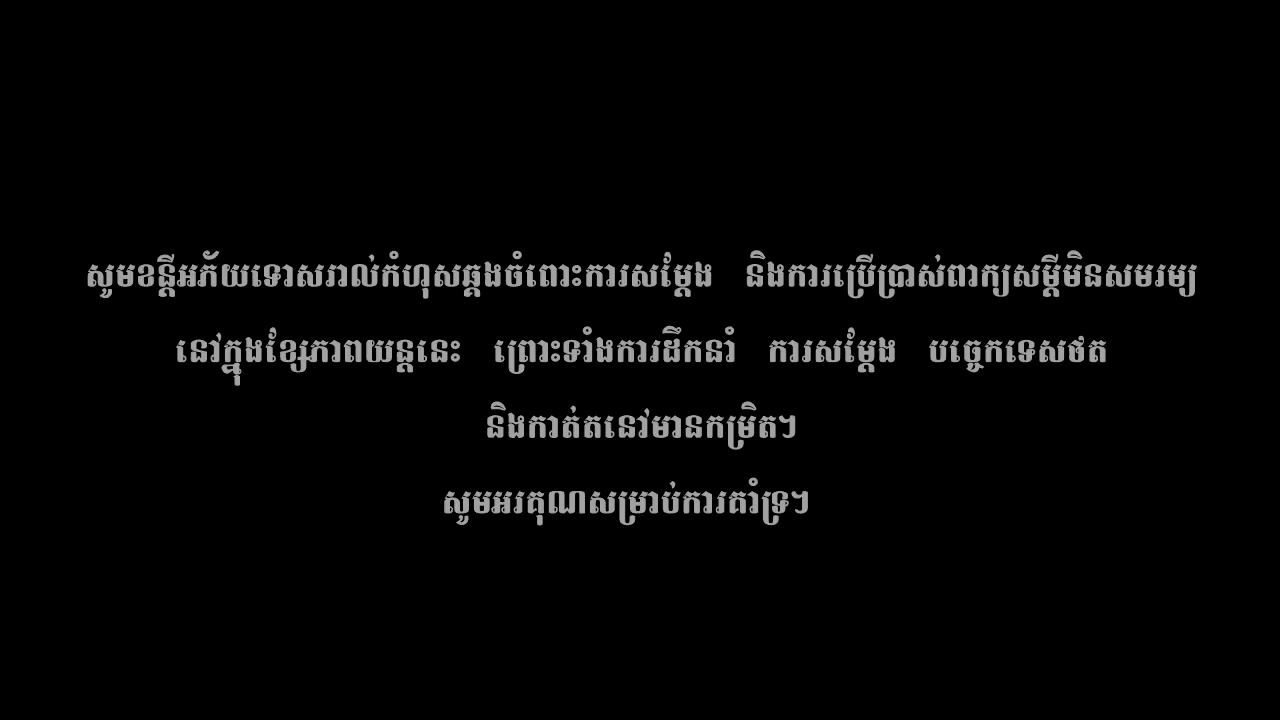 សូមខន្តីអភ័យទោសរាល់កំហុសឆ្គងចំពោះការសម្ដែង និងការប្រើប្រាស់ពាក្យសម្ដីមិនសមរម្យ
នៅក្នុងខ្សែភាពយន្តនេះ ព្រោះទាំងការដឹកនាំ ការសម្ដែង បច្ចេកទេសថត
និងកាត់តនៅមានកម្រិត។
សូមអរគុណសម្រាប់ការគាំទ្រ។